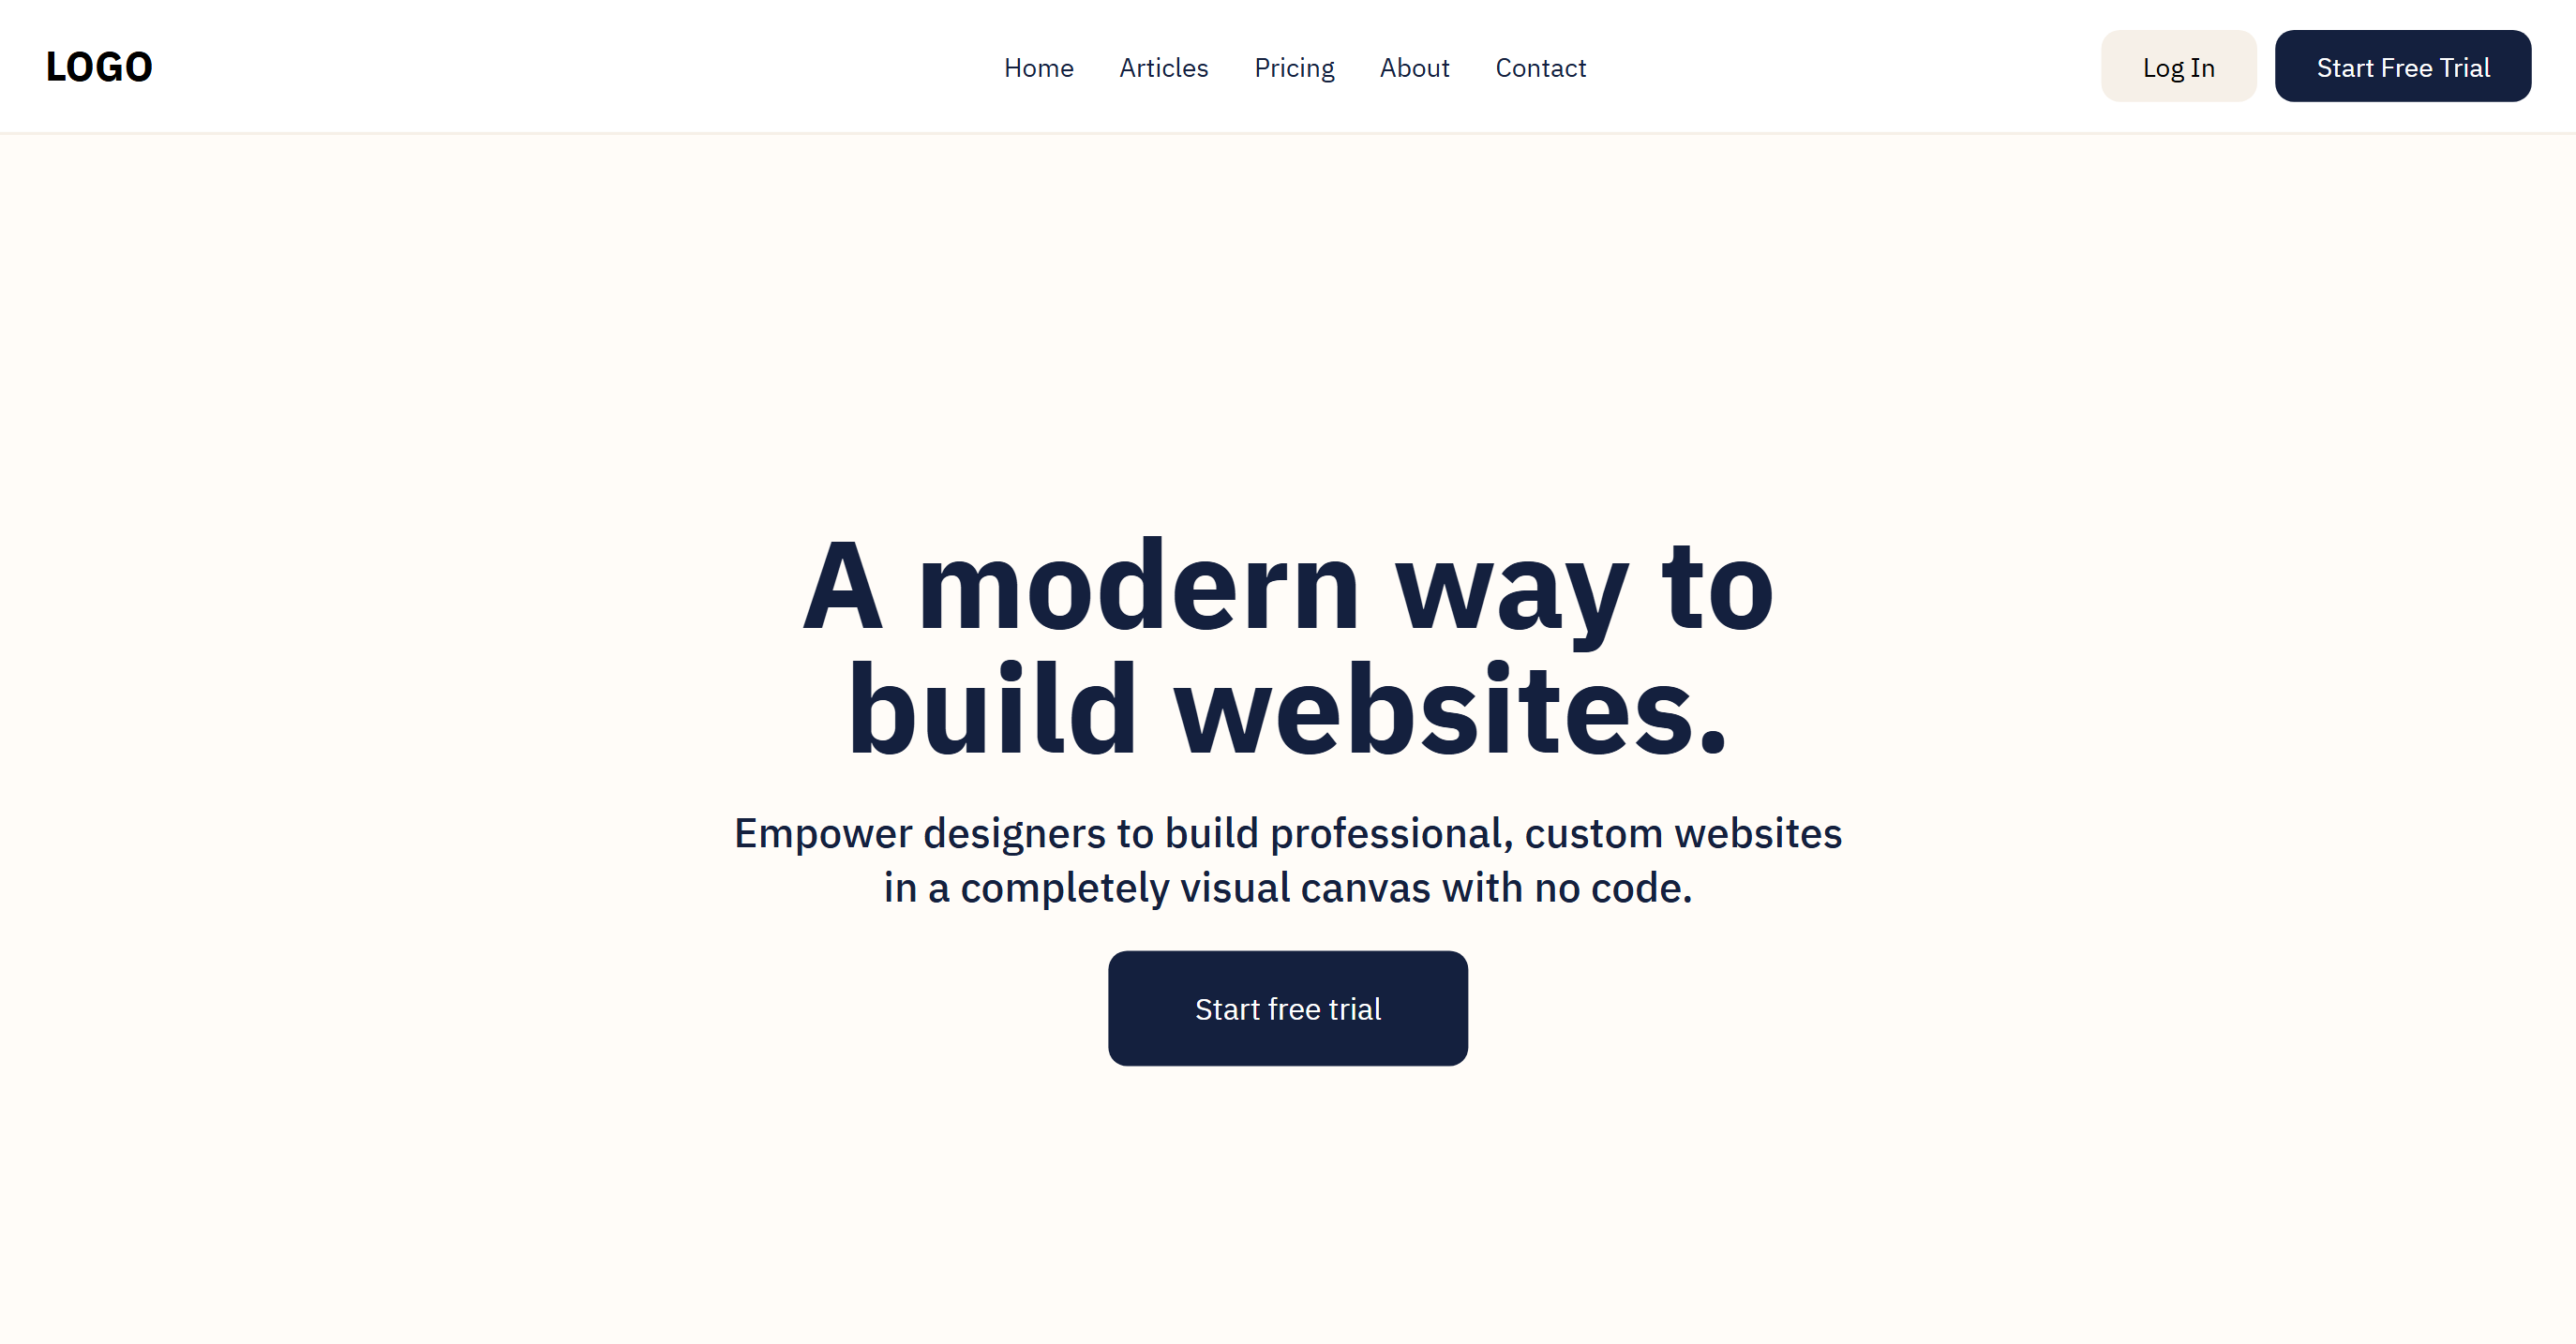 LOGO
Home Articles Pricing About Contact
Log In
Start Free Trial
A modern way to
build websites.
Empower designers to build professional, custom websites
in a completely visual canvas with no code.
Start free trial